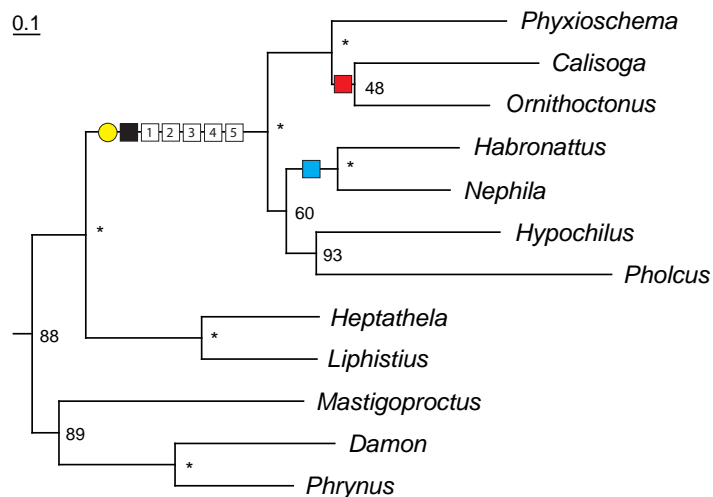 0.1
Phyxioschema
*
Calisoga
48
Ornithoctonus
1 2 3 4 5
*
Habronattus
*
Nephila
60
Hypochilus
*
93
Pholcus
Heptathela
88
*
Liphistius
Mastigoproctus
89
Damon
*
Phrynus